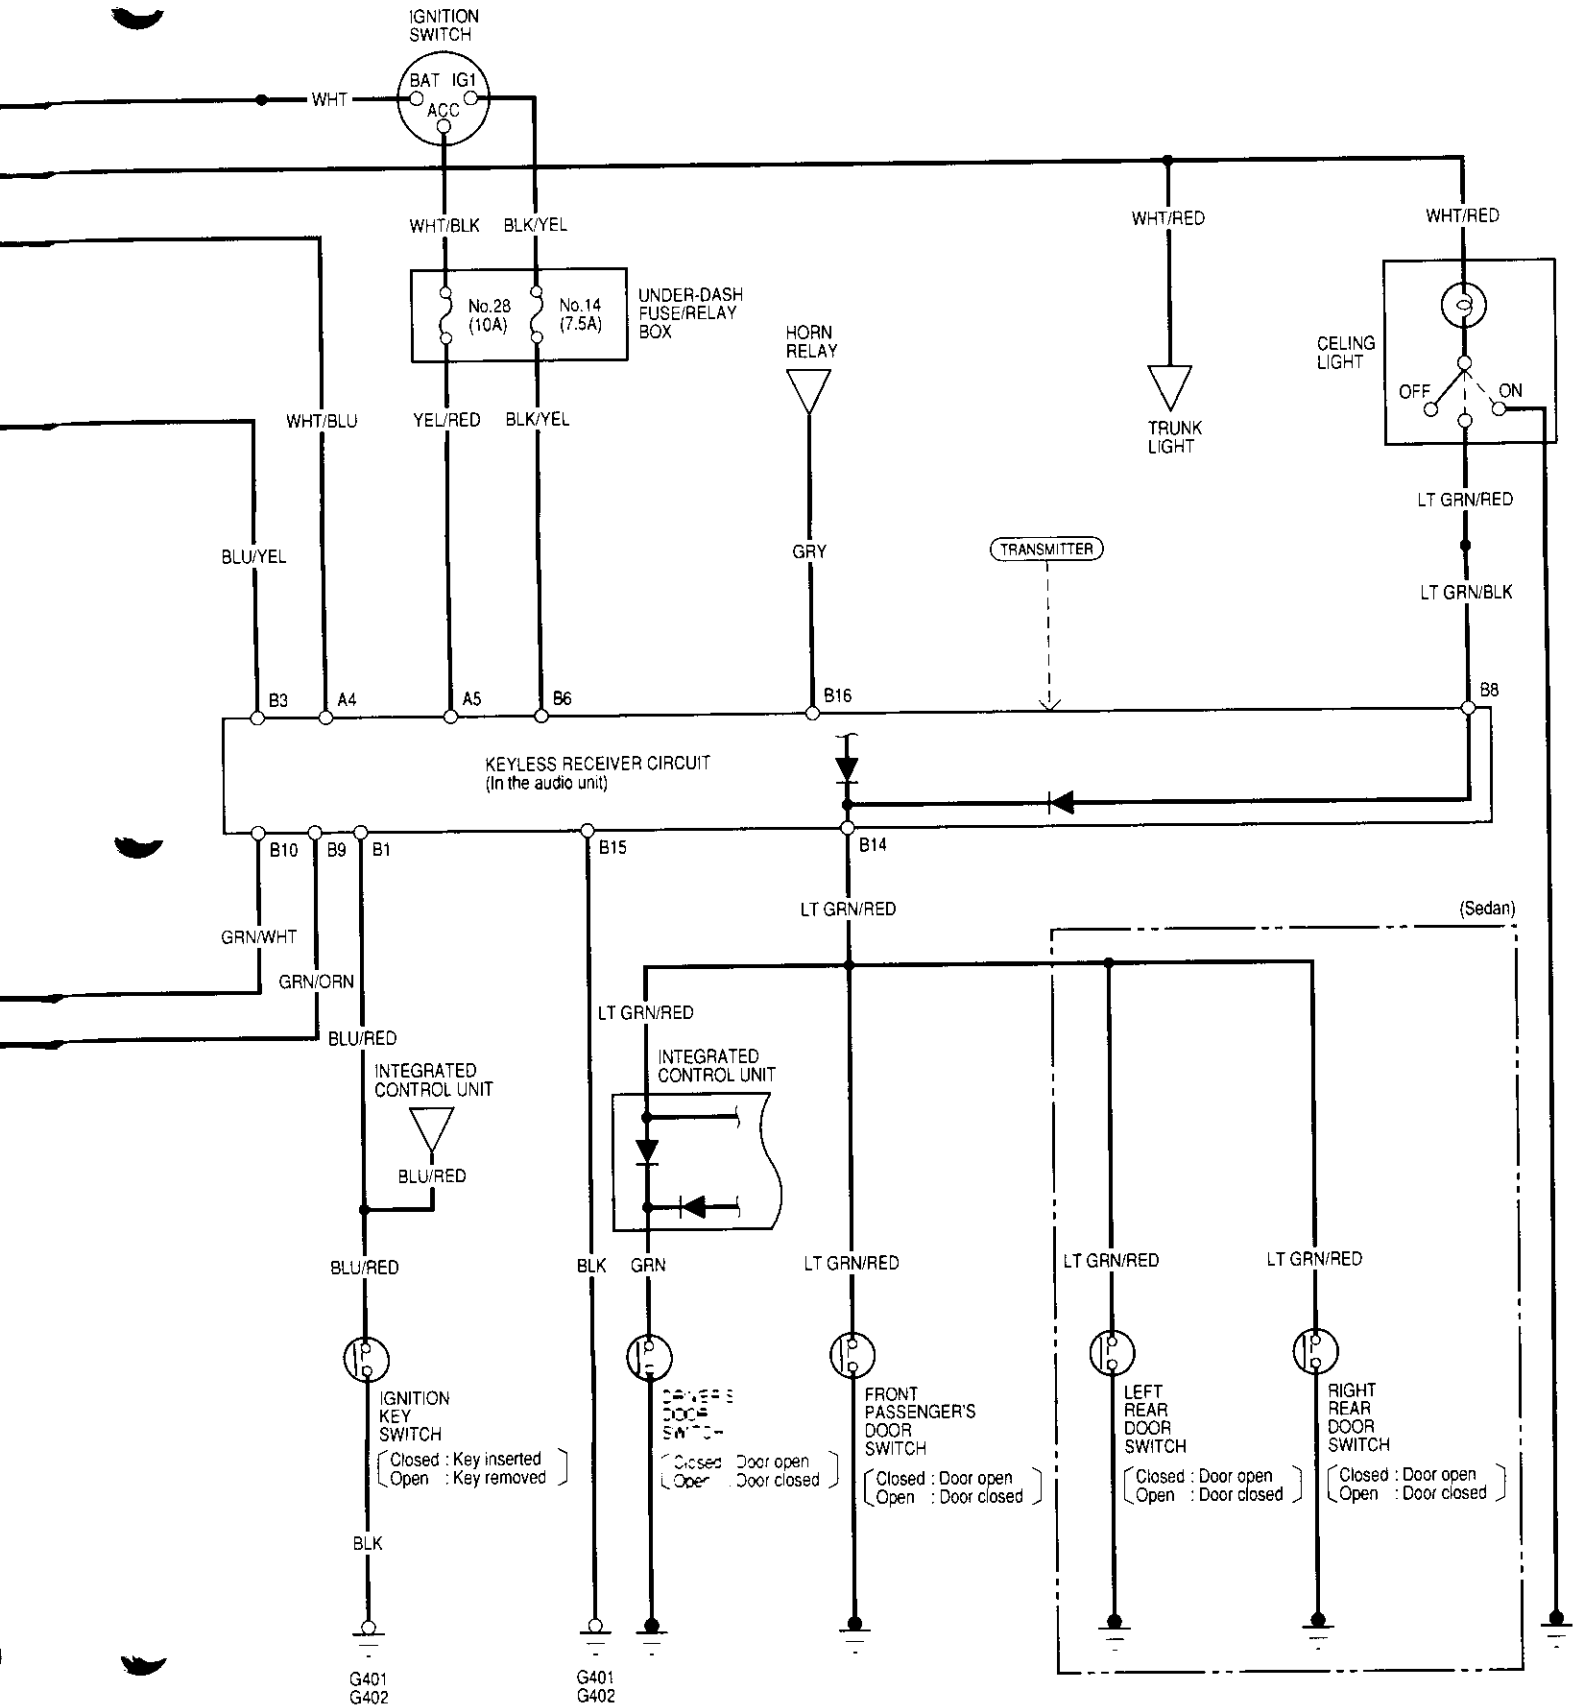 IGNITION
SWITCH
BAT IG1
ACC
WHT
WHT/BLK
BLK/YEL
WHT/RED
WHT/RED
No.28
(10A)
No.14
(7.5A)
UNDER-DASH
FUSE/RELAY
BOX
HORN
RELAY
CELING
LIGHT
OFF
ON
WHT/BLU
YEL/RED
BLK/YEL
TRUNK
LIGHT
LT GRN/RED
BLU/YEL
GRY
TRANSMITTER
LT GRN/BLK
B3
A4
A5
B6
B16
B8
KEYLESS RECEIVER CIRCUIT
(In the audio unit)
B10
B9
B1
B15
B14
LT GRN/RED
(Sedan)
GRN/WHT
GRN/ORN
LT GRN/RED
BLU/RED
INTEGRATED
CONTROL UNIT
INTEGRATED
CONTROL UNIT
BLU/RED
BLU/RED
BLK
GRN
LT GRN/RED
LT GRN/RED
LT GRN/RED
IGNITION
KEY
SWITCH
Closed : Key inserted
Open : Key removed
DOOR
SWITCH
Closed Door open
Open : Door closed
FRONT
PASSENGER'S
DOOR
SWITCH
Closed : Door open
Open : Door closed
LEFT
REAR
DOOR
SWITCH
Closed : Door open
Open : Door closed
RIGHT
REAR
DOOR
SWITCH
Closed : Door open
Open : Door closed
BLK
G401
G402
G401
G402